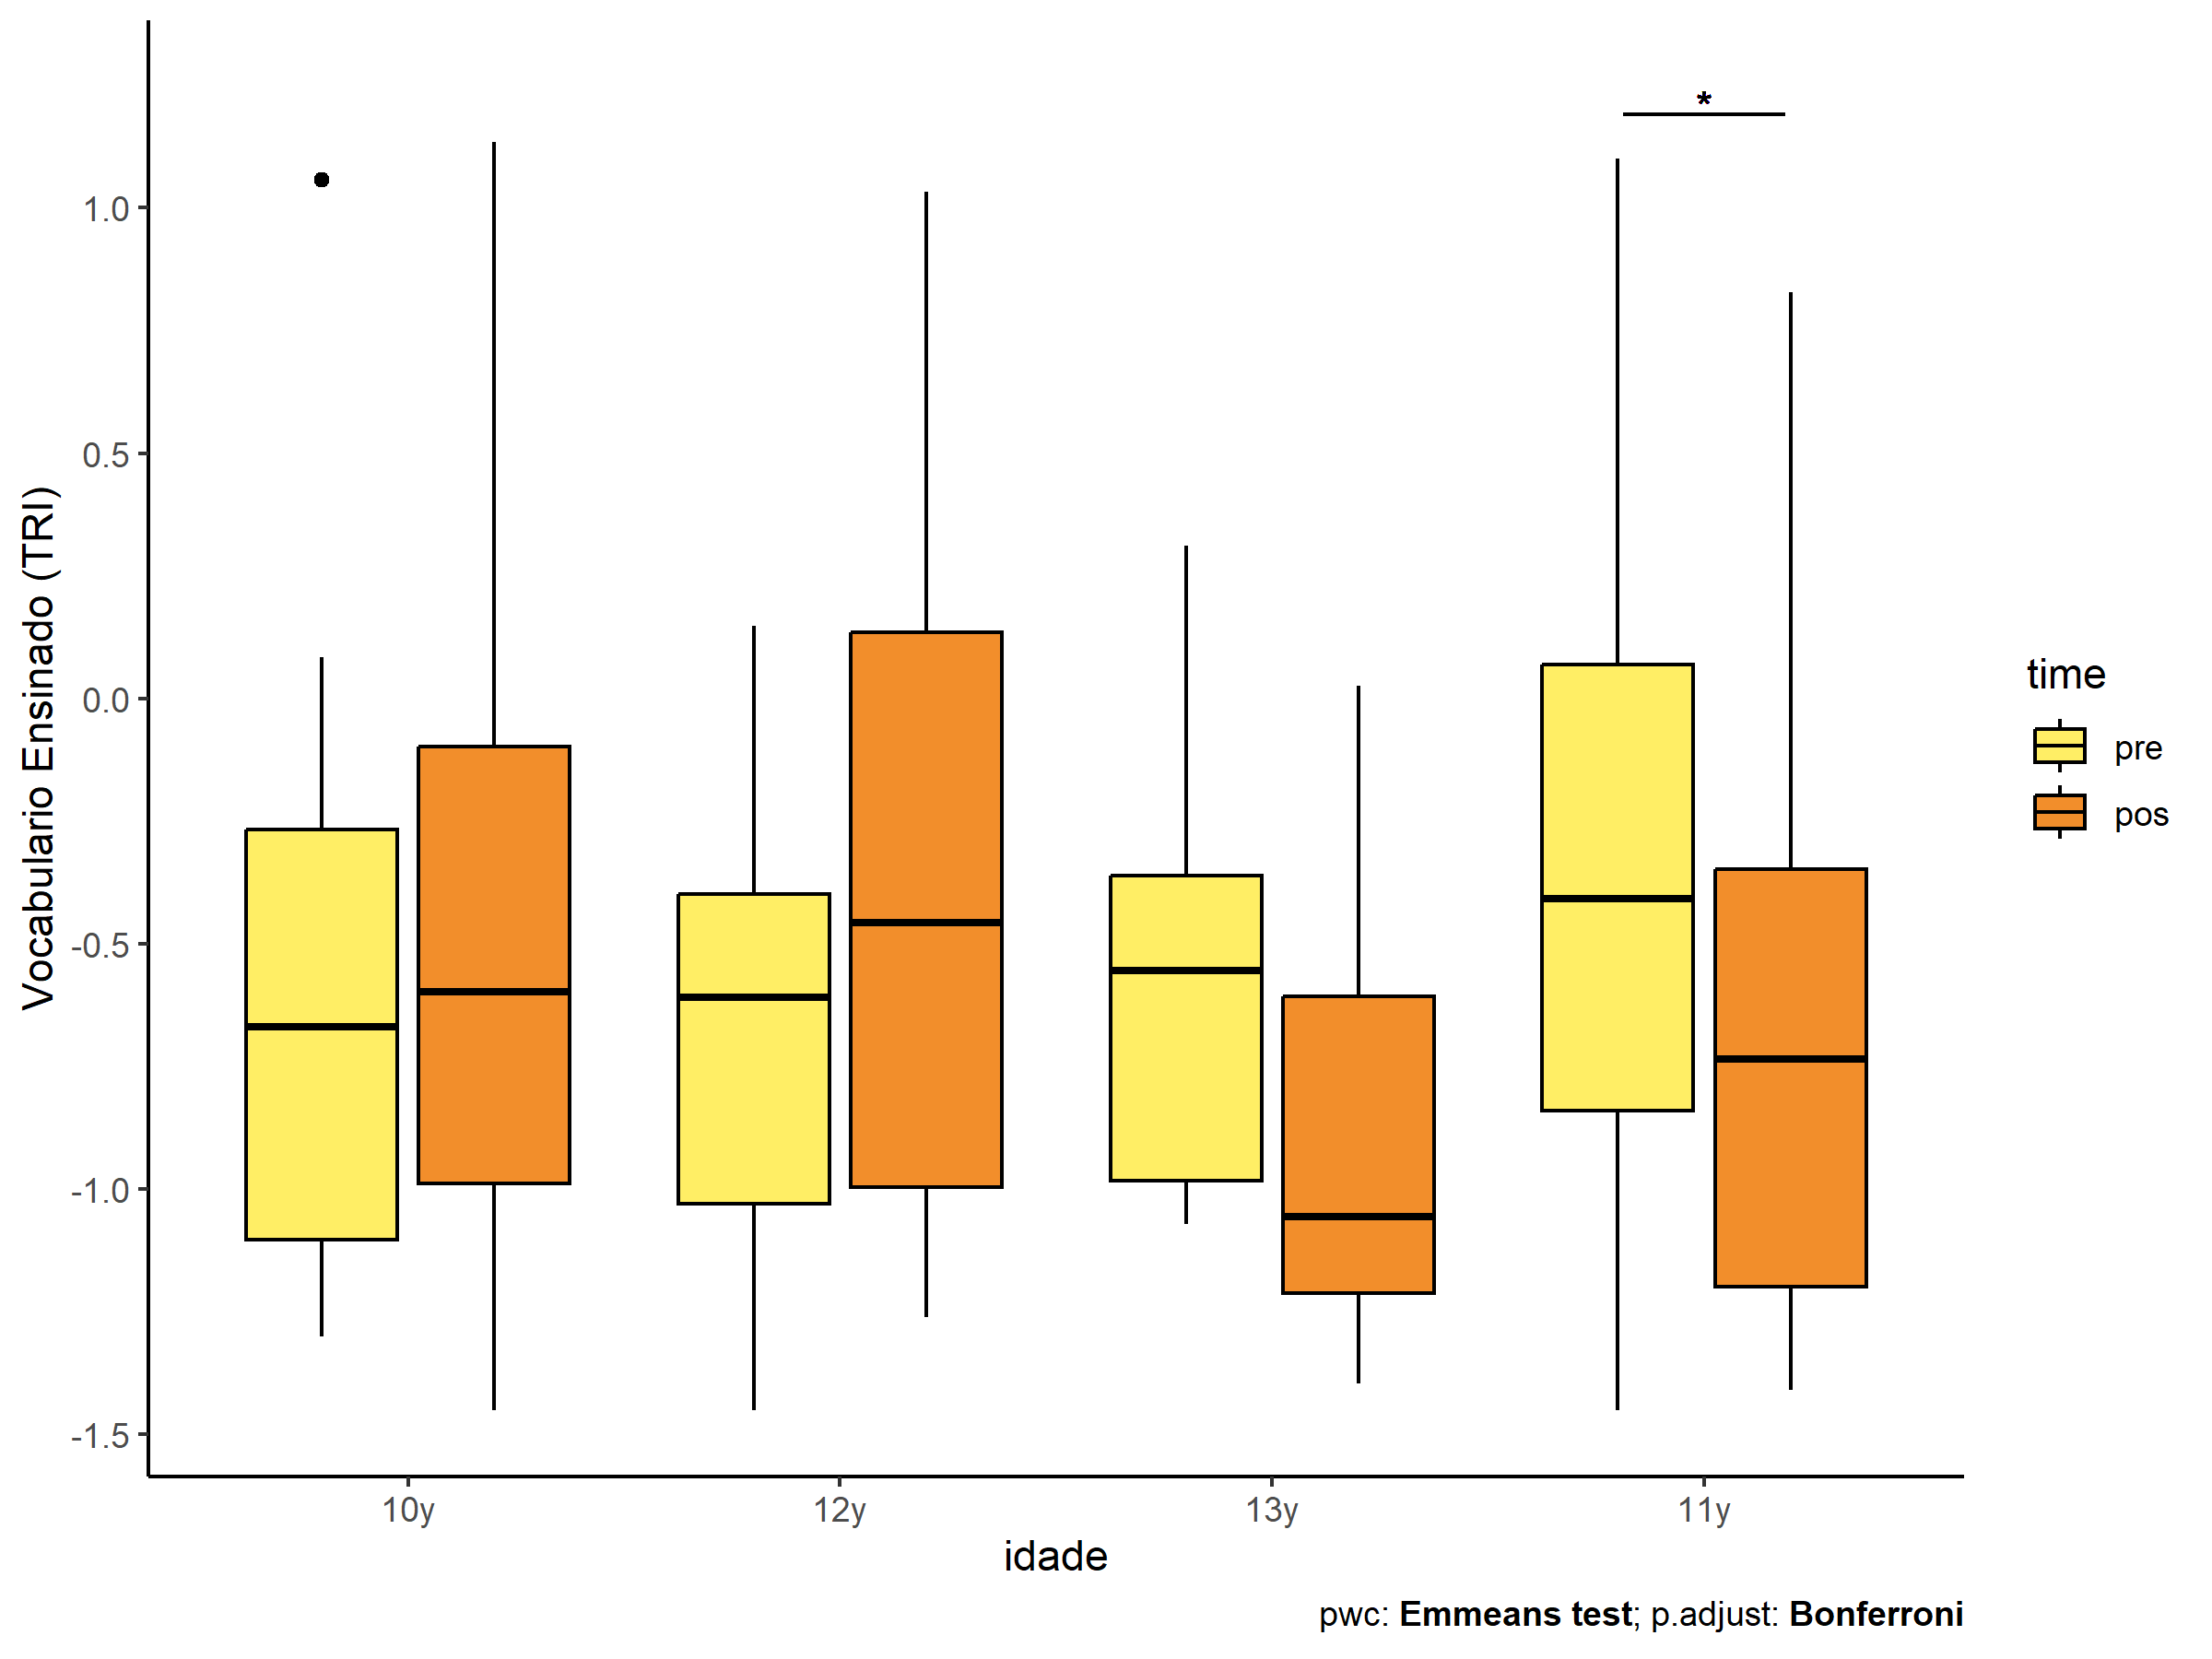 *
Vocabulario Ensinado (TRI)
1.0
0.5
0.0
-0.5
-1.0
-1.5
10y 12y 13y 11y
idade
time
pre
pos
pwc: Emmeans test; p.adjust: Bonferroni